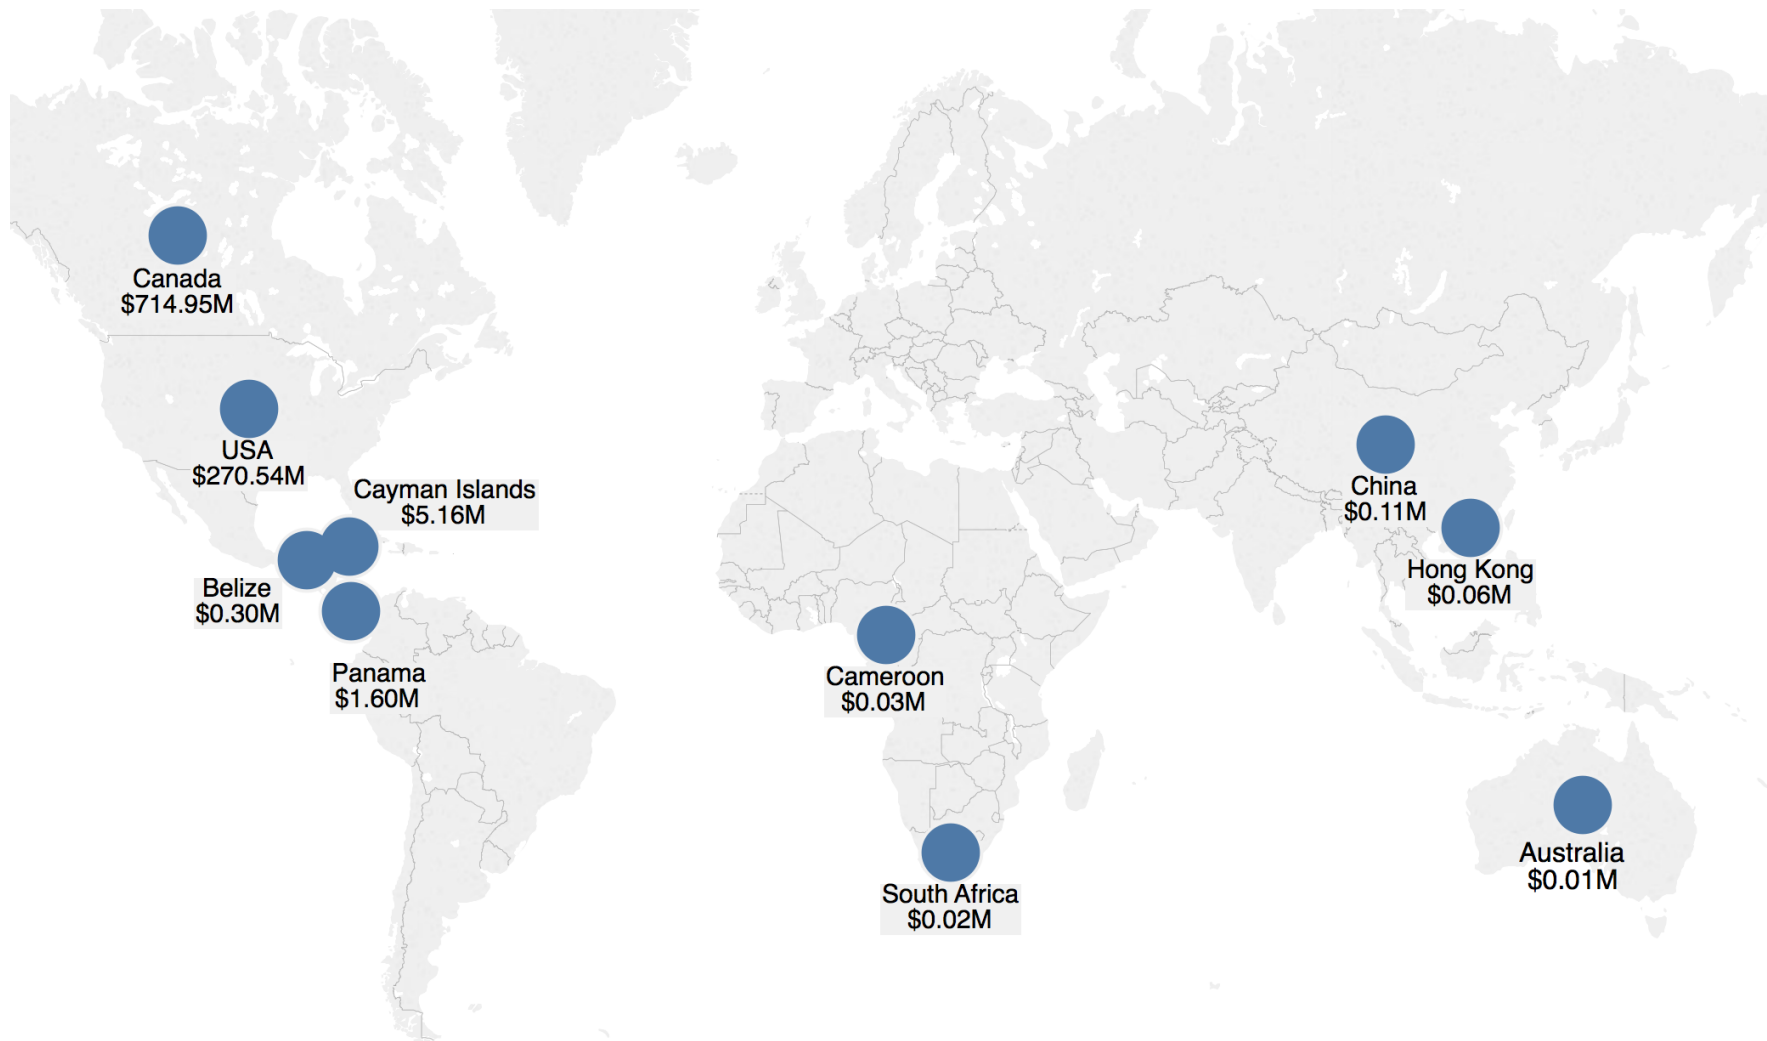 Canada
$714.95M
USA
$270.54M
Cayman Islands
$5.16M
Belize
$0.30M
Panama
$1.60M
Cameroon
$0.03M
South Africa
$0.02M
China
$0.11M
Hong Kong
$0.06M
Australia
$0.01M